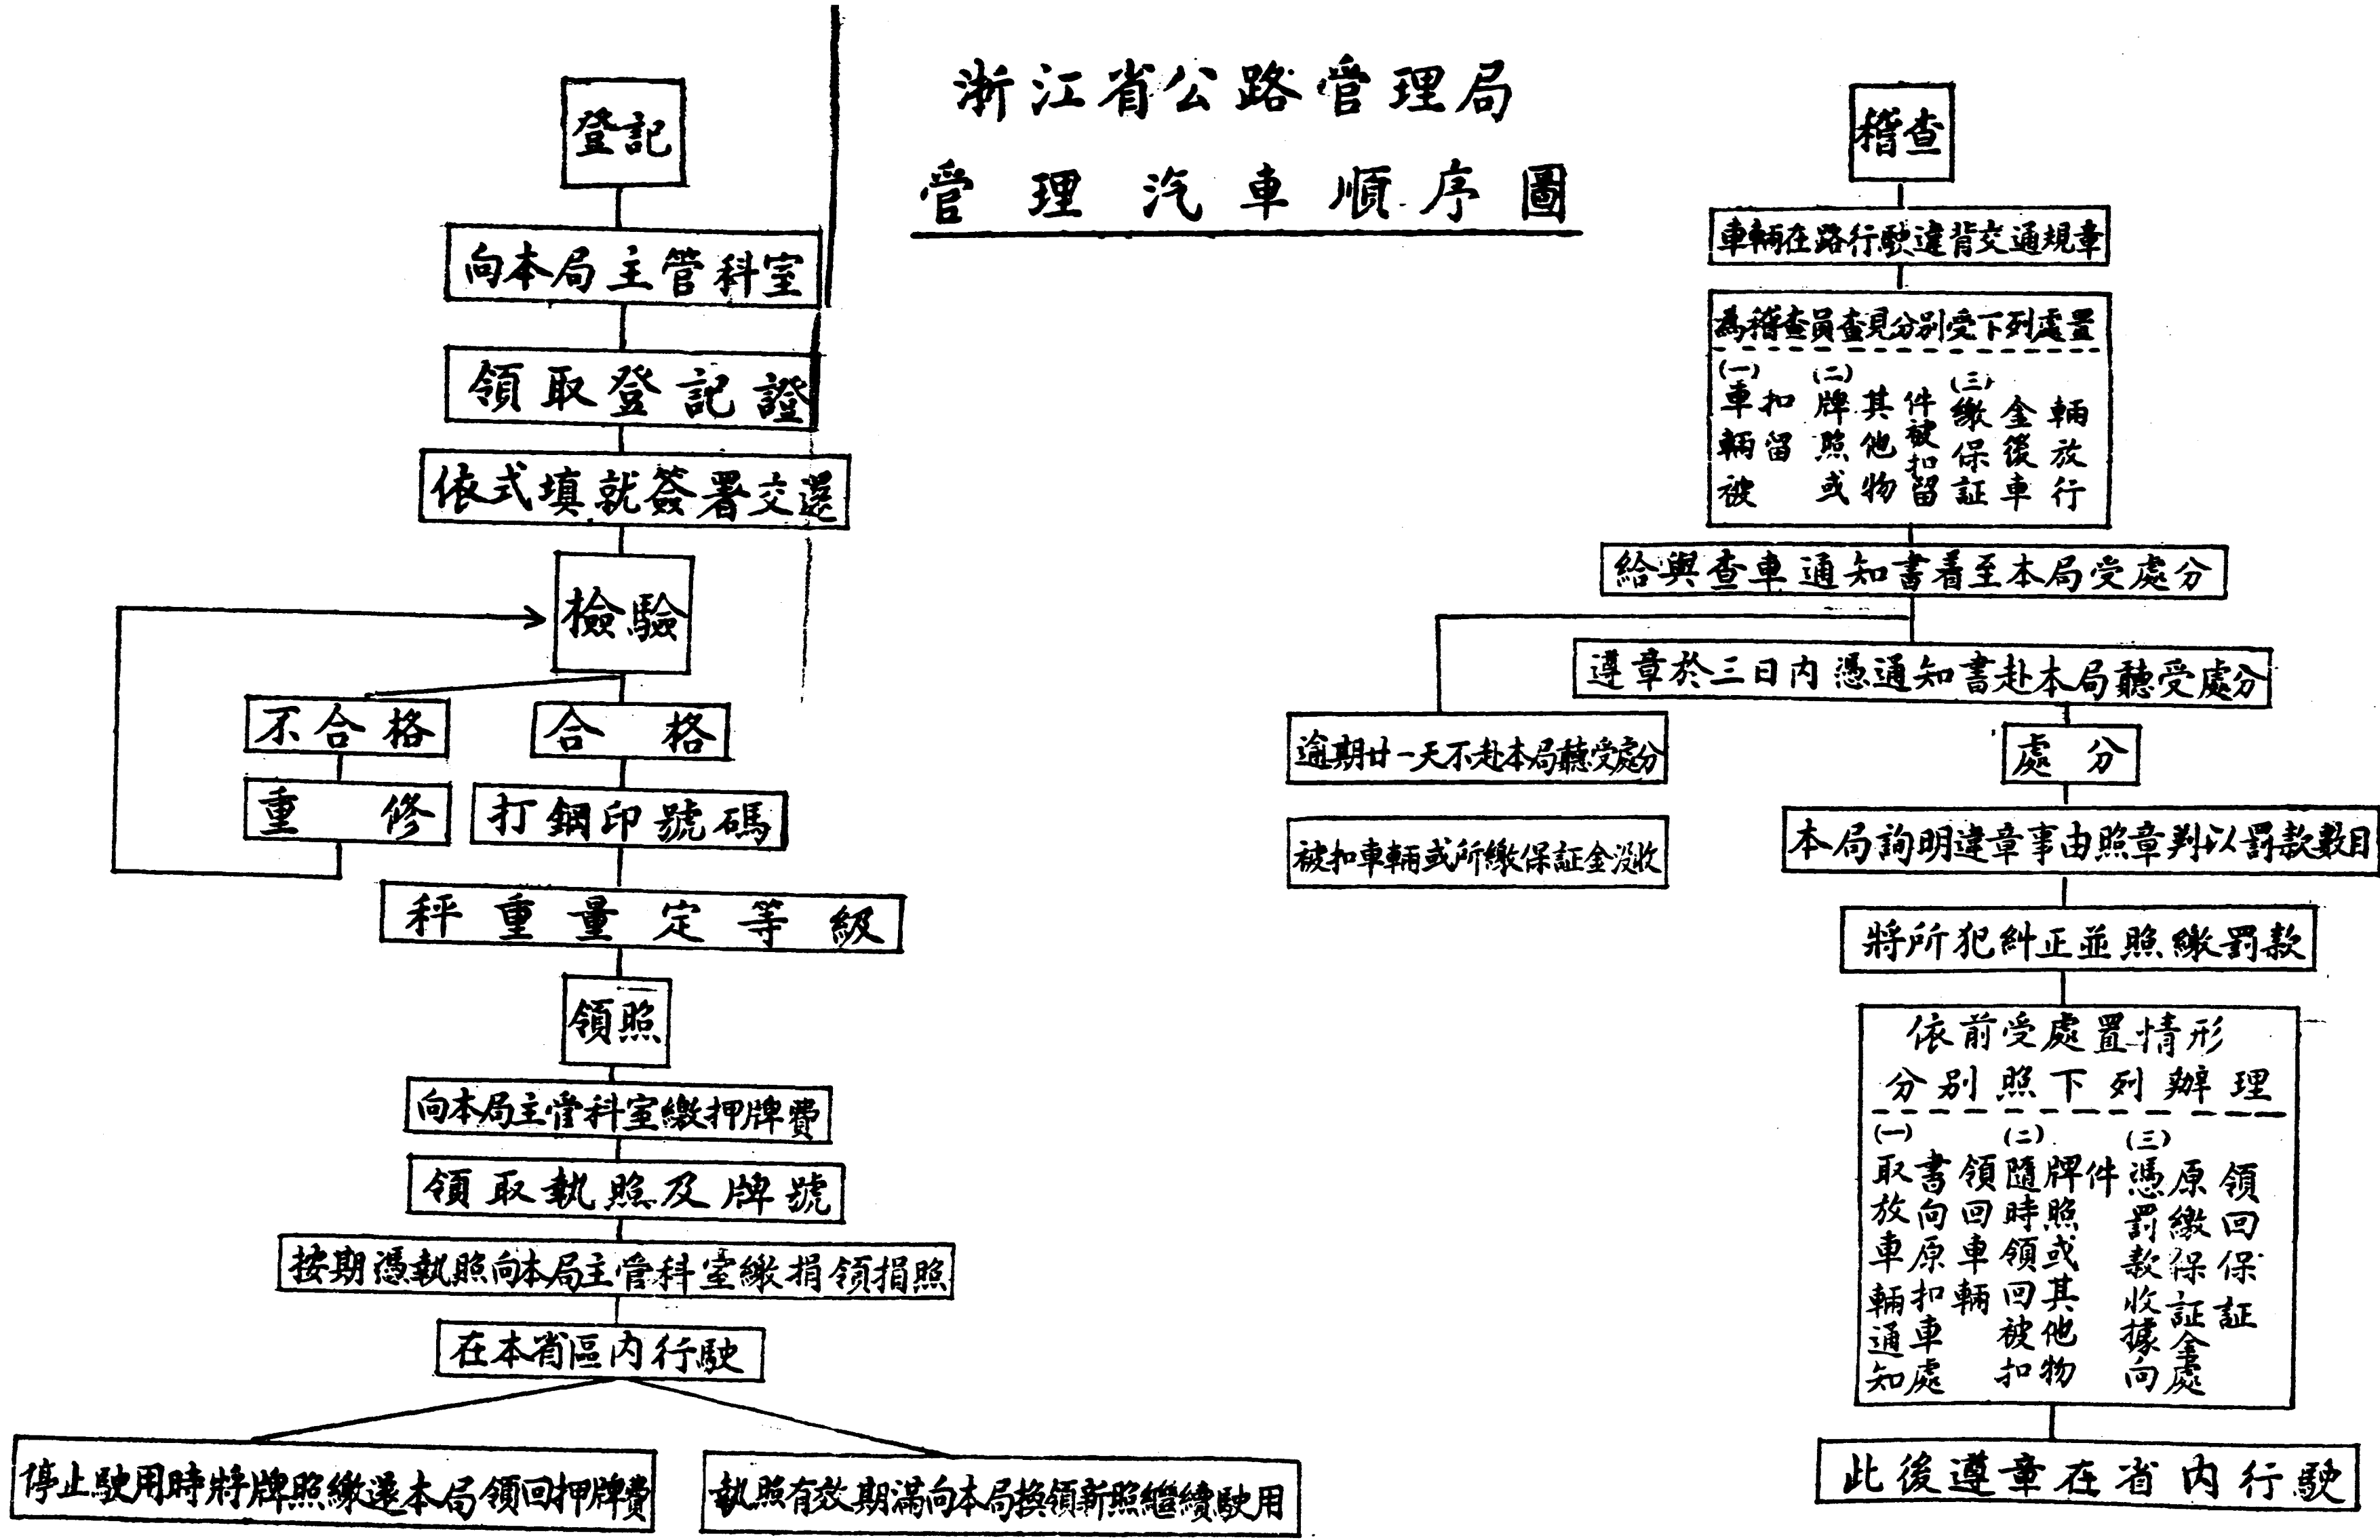 浙江省公路管理局
管理汽車順序圖
登記
向本局主管科室
領取登記證
依式填就簽署交還
檢驗
不合格
合格
重修
打鋼印號碼
秤重量定等級
領照
向本局主管科室繳押牌費
領取執照及牌號
按期憑執照向本局主管科室繳捐領捐照
在本省區内行駛
停止駛用時將牌照繳還本局領回押牌費
執照有效期滿向本局換領新照繼續駛用
稽查
車輛在路行駛違背交通規章
為稽查員查見分別受下列處置
(一)
車輛被
扣留
(二)
牌照或
其他物
件被扣留
(三)
繳保証
金後車
輛放行
給與查車通知書着至本局受處分
遵章於三日内憑通知書赴本局聽受處分
逾期廿一天不赴本局聽受處分
被扣車輛或所繳保証金没收
處分
本局詢明違章事由照章判以罰款數目
將所犯糾正並照繳罰款
依前受處置情形
分別照下列辦理
(一)
取放車輛通知
書向原扣車處
領回車輛
(二)
隨時領回被扣
牌照或其他物
件
(三)
憑罰款收據向
原繳保証金處
領回保証
此後遵章在省内行駛